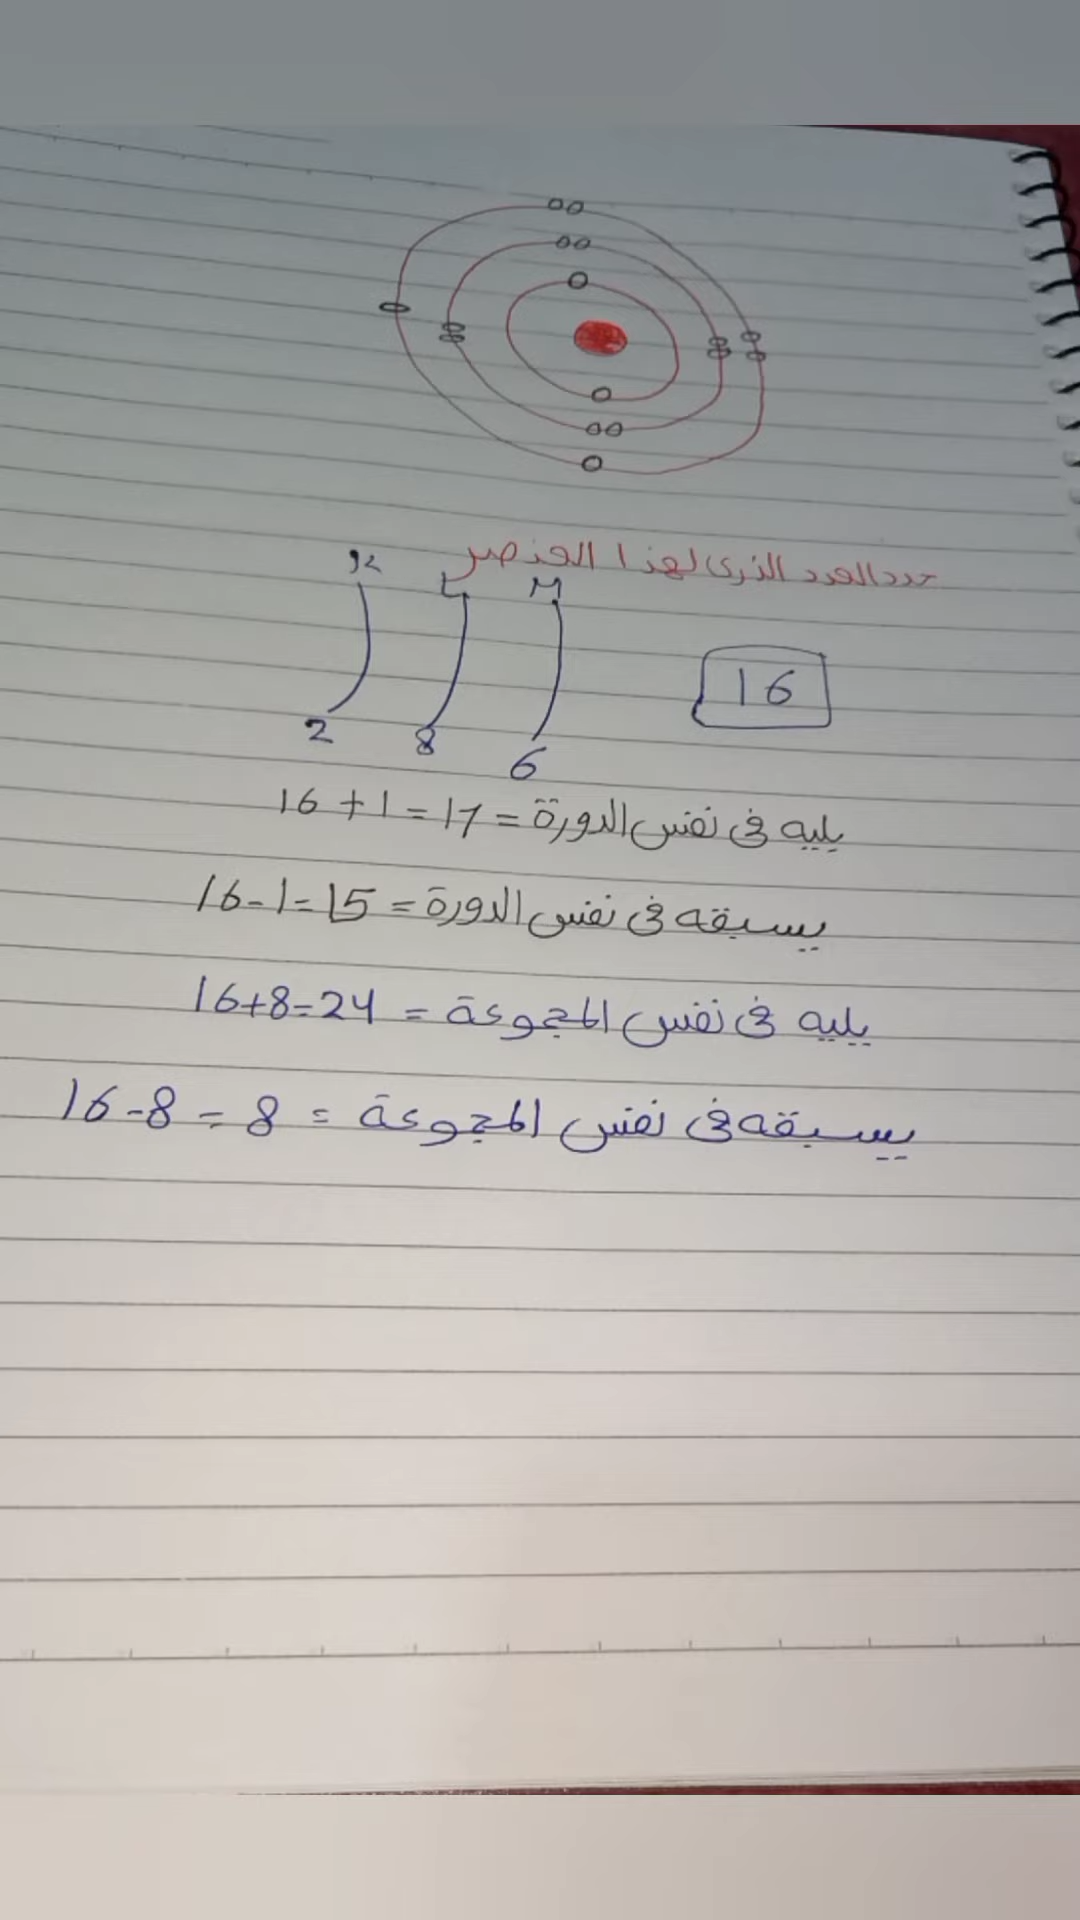 حدد العدد الذرى لهذا العنصر
K L M
2 8 6
16
يليه فى نفس الدورة = 17 = 1 + 16
يسبقه فى نفس الدورة = 15 = 1 - 16
يليه فى نفس المجموعة = 24 = 8 + 16
يسبقه فى نفس المجموعة = 8 = 8 - 16